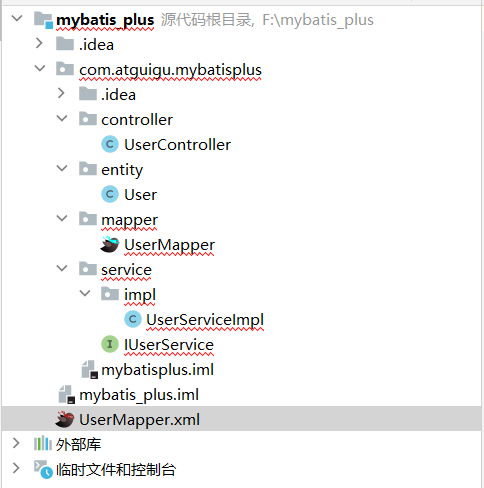 mybatis_plus 源代码根目录, F:\mybatis_plus
.idea
com.atguigu.mybatisplus
.idea
controller
UserController
entity
User
mapper
UserMapper
service
impl
UserServiceImpl
IUserService
mybatisplus.iml
mybatis_plus.iml
UserMapper.xml
外部库
临时文件和控制台